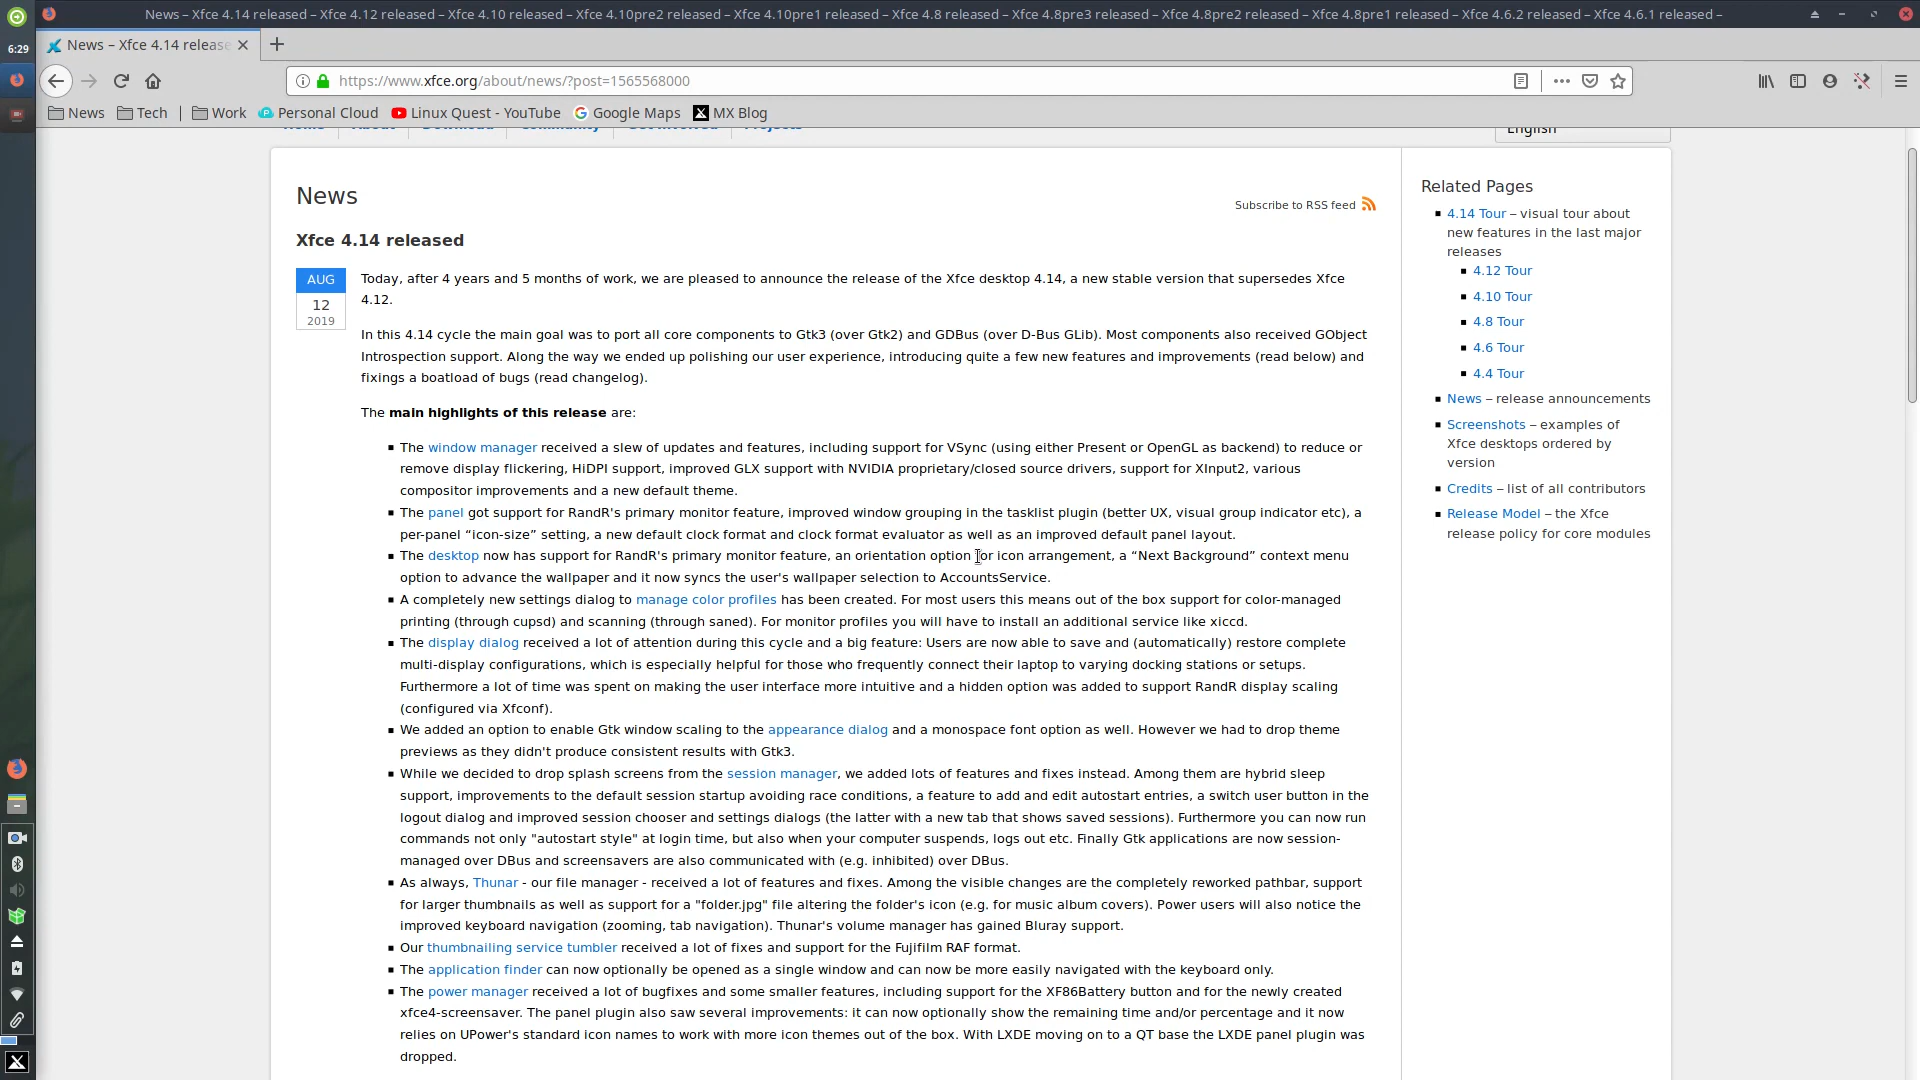 News – Xfce 4.14 released – Xfce 4.12 released – Xfce 4.10 released – Xfce 4.10pre2 released – Xfce 4.10pre1 released – Xfce 4.8 released – Xfce 4.8pre3 released – Xfce 4.8pre2 released – Xfce 4.8pre1 released – Xfce 4.6.2 released – Xfce 4.6.1 released –
6:29
News – Xfce 4.14 release
https://www.xfce.org/about/news/?post=1565568000
News Tech Work Personal Cloud Linux Quest - YouTube Google Maps MX Blog
Home About Download Community Get Involved Projects
English
News
Subscribe to RSS feed
Xfce 4.14 released
AUG
12
2019
Today, after 4 years and 5 months of work, we are pleased to announce the release of the Xfce desktop 4.14, a new stable version that supersedes Xfce
4.12.
In this 4.14 cycle the main goal was to port all core components to Gtk3 (over Gtk2) and GDBus (over D-Bus GLib). Most components also received GObject
Introspection support. Along the way we ended up polishing our user experience, introducing quite a few new features and improvements (read below) and
fixings a boatload of bugs (read changelog).
The main highlights of this release are:
The window manager received a slew of updates and features, including support for VSync (using either Present or OpenGL as backend) to reduce or
remove display flickering, HiDPI support, improved GLX support with NVIDIA proprietary/closed source drivers, support for XInput2, various
compositor improvements and a new default theme.
The panel got support for RandR's primary monitor feature, improved window grouping in the tasklist plugin (better UX, visual group indicator etc), a
per-panel “icon-size” setting, a new default clock format and clock format evaluator as well as an improved default panel layout.
The desktop now has support for RandR's primary monitor feature, an orientation option for icon arrangement, a “Next Background” context menu
option to advance the wallpaper and it now syncs the user's wallpaper selection to AccountsService.
A completely new settings dialog to manage color profiles has been created. For most users this means out of the box support for color-managed
printing (through cupsd) and scanning (through saned). For monitor profiles you will have to install an additional service like xiccd.
The display dialog received a lot of attention during this cycle and a big feature: Users are now able to save and (automatically) restore complete
multi-display configurations, which is especially helpful for those who frequently connect their laptop to varying docking stations or setups.
Furthermore a lot of time was spent on making the user interface more intuitive and a hidden option was added to support RandR display scaling
(configured via Xfconf).
We added an option to enable Gtk window scaling to the appearance dialog and a monospace font option as well. However we had to drop theme
previews as they didn't produce consistent results with Gtk3.
While we decided to drop splash screens from the session manager, we added lots of features and fixes instead. Among them are hybrid sleep
support, improvements to the default session startup avoiding race conditions, a feature to add and edit autostart entries, a switch user button in the
logout dialog and improved session chooser and settings dialogs (the latter with a new tab that shows saved sessions). Furthermore you can now run
commands not only "autostart style" at login time, but also when your computer suspends, logs out etc. Finally Gtk applications are now session-
managed over DBus and screensavers are also communicated with (e.g. inhibited) over DBus.
As always, Thunar - our file manager - received a lot of features and fixes. Among the visible changes are the completely reworked pathbar, support
for larger thumbnails as well as support for a "folder.jpg" file altering the folder's icon (e.g. for music album covers). Power users will also notice the
improved keyboard navigation (zooming, tab navigation). Thunar's volume manager has gained Bluray support.
Our thumbnailing service tumbler received a lot of fixes and support for the Fujifilm RAF format.
The application finder can now optionally be opened as a single window and can now be more easily navigated with the keyboard only.
The power manager received a lot of bugfixes and some smaller features, including support for the XF86Battery button and for the newly created
xfce4-screensaver. The panel plugin also saw several improvements: it can now optionally show the remaining time and/or percentage and it now
relies on UPower's standard icon names to work with more icon themes out of the box. With LXDE moving on to a QT base the LXDE panel plugin was
dropped.
Related Pages
4.14 Tour – visual tour about
new features in the last major
releases
4.12 Tour
4.10 Tour
4.8 Tour
4.6 Tour
4.4 Tour
News – release announcements
Screenshots – examples of
Xfce desktops ordered by
version
Credits – list of all contributors
Release Model – the Xfce
release policy for core modules